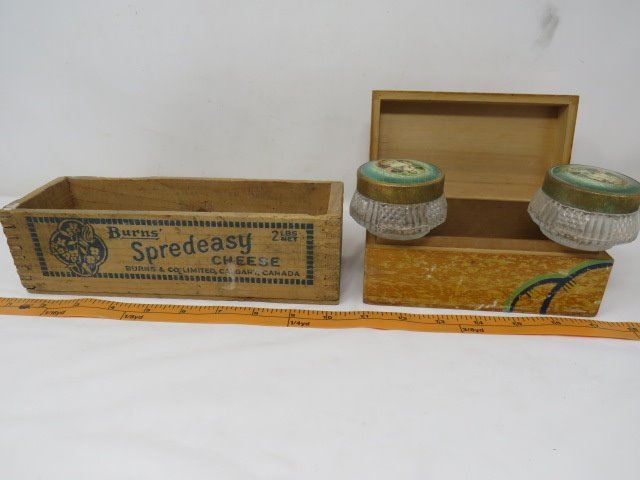 Burns'
Spredeasy
CHEESE
2 LBS
NET
BURNS & CO. LIMITED, CALGARY, CANADA